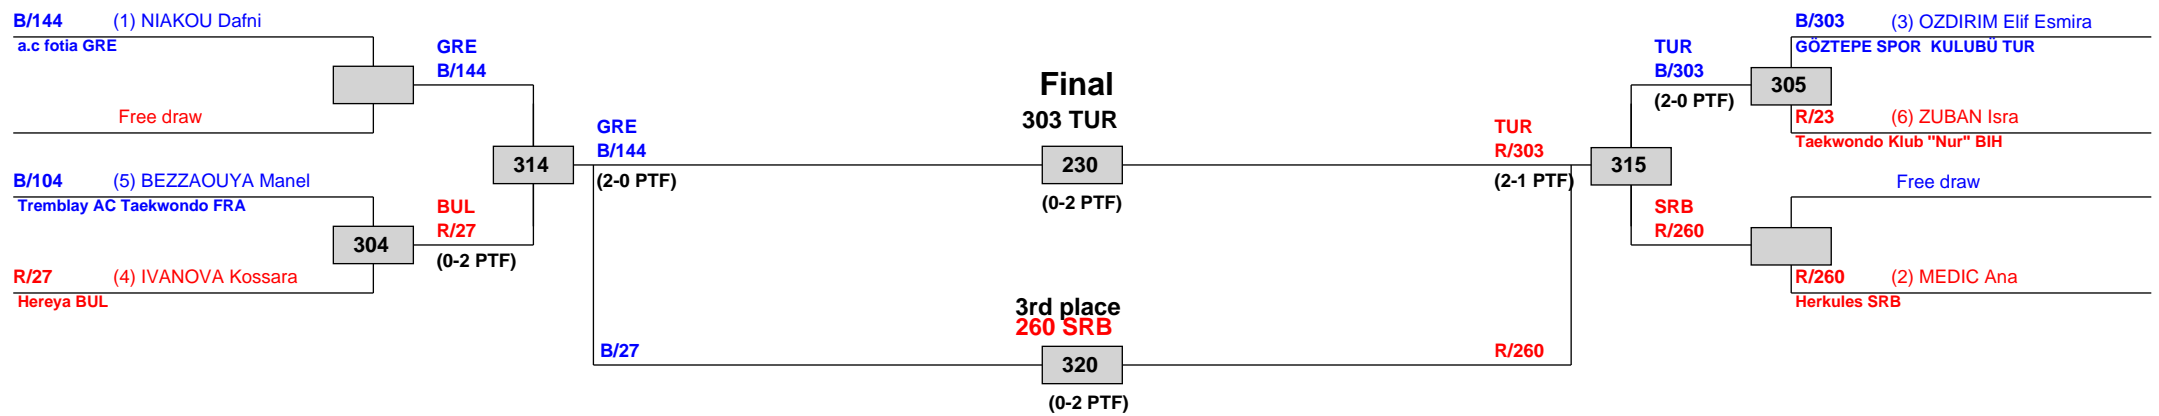 B/144 (1) NIAKOU Dafni
a.c fotia GRE
Free draw
GRE
B/144
B/104 (5) BEZZAOUYA Manel
Tremblay AC Taekwondo FRA
304
R/27 (4) IVANOVA Kossara
Hereya BUL
BUL
R/27
(0-2 PTF)
314
GRE
B/144
(2-0 PTF)
Final
303 TUR
230
(0-2 PTF)
3rd place
260 SRB
B/27
320
(0-2 PTF)
R/260
TUR
R/303
(2-1 PTF)
315
TUR
B/303
(2-0 PTF)
SRB
R/260
B/303 (3) OZDIRIM Elif Esmira
GÖZTEPE SPOR KULUBÜ TUR
305
R/23 (6) ZUBAN Isra
Taekwondo Klub "Nur" BIH
Free draw
R/260 (2) MEDIC Ana
Herkules SRB